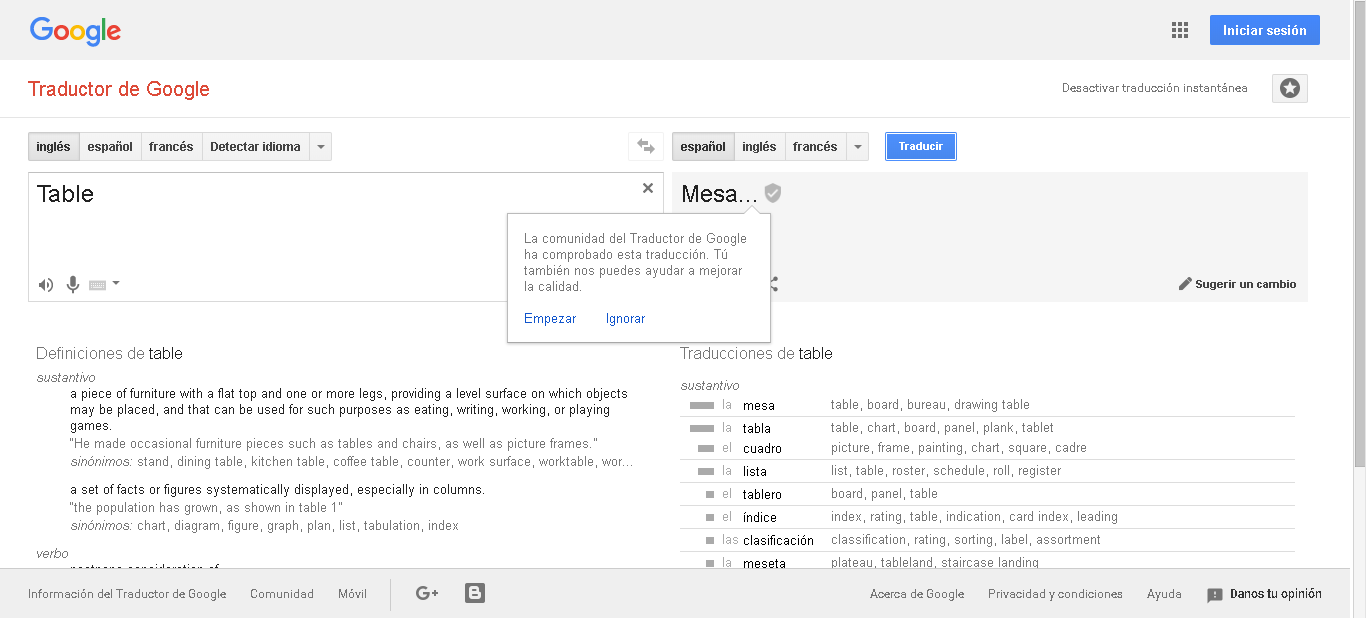 Google
Iniciar sesión
Traductor de Google
Desactivar traducción instantánea
inglés español francés Detectar idioma
español inglés francés Traducir
Table
Mesa...
La comunidad del Traductor de Google
ha comprobado esta traducción. Tú
también nos puedes ayudar a mejorar
la calidad.
Empezar Ignorar
Sugerir un cambio
Definiciones de table
sustantivo
a piece of furniture with a flat top and one or more legs, providing a level surface on which objects
may be placed, and that can be used for such purposes as eating, writing, working, or playing
games.
"He made occasional furniture pieces such as tables and chairs, as well as picture frames."
sinónimos: stand, dining table, kitchen table, coffee table, counter, work surface, worktable, wor...
a set of facts or figures systematically displayed, especially in columns.
"the population has grown, as shown in table 1"
sinónimos: chart, diagram, figure, graph, plan, list, tabulation, index
verbo
postpone consideration of.
Traducciones de table
sustantivo
la mesa table, board, bureau, drawing table
la tabla table, chart, board, panel, plank, tablet
el cuadro picture, frame, painting, chart, square, cadre
la lista list, table, roster, schedule, roll, register
el tablero board, panel, table
el índice index, rating, table, indication, card index, leading
las clasificación classification, rating, sorting, label, assortment
la meseta plateau, tableland, staircase landing
Información del Traductor de Google Comunidad Móvil G+ B
Acerca de Google Privacidad y condiciones Ayuda Danos tu opinión